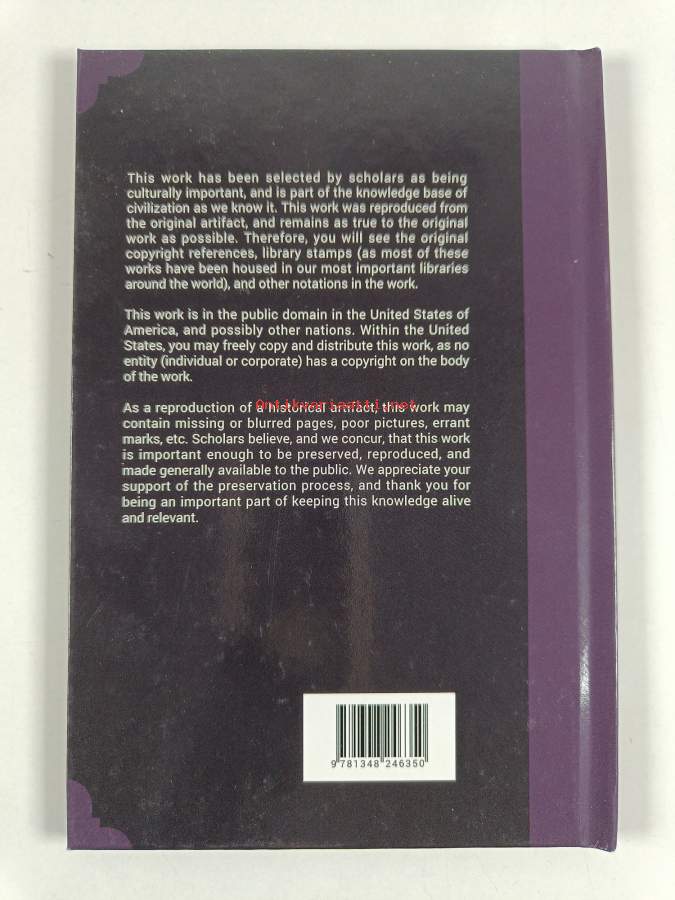 This work has been selected by scholars as being
culturally important, and is part of the knowledge base of
civilization as we know it. This work was reproduced from
the original artifact, and remains as true to the original
work as possible. Therefore, you will see the original
copyright references, library stamps (as most of these
works have been housed in our most important libraries
around the world), and other notations in the work.
This work is in the public domain in the United States of
America, and possibly other nations. Within the United
States, you may freely copy and distribute this work, as no
entity (individual or corporate) has a copyright on the body
of the work.
Antikvariaatti.net
As a reproduction of a historical artifact, this work may
contain missing or blurred pages, poor pictures, errant
marks, etc. Scholars believe, and we concur, that this work
is important enough to be preserved, reproduced, and
made generally available to the public. We appreciate your
support of the preservation process, and thank you for
being an important part of keeping this knowledge alive
and relevant.
9 781348 246350